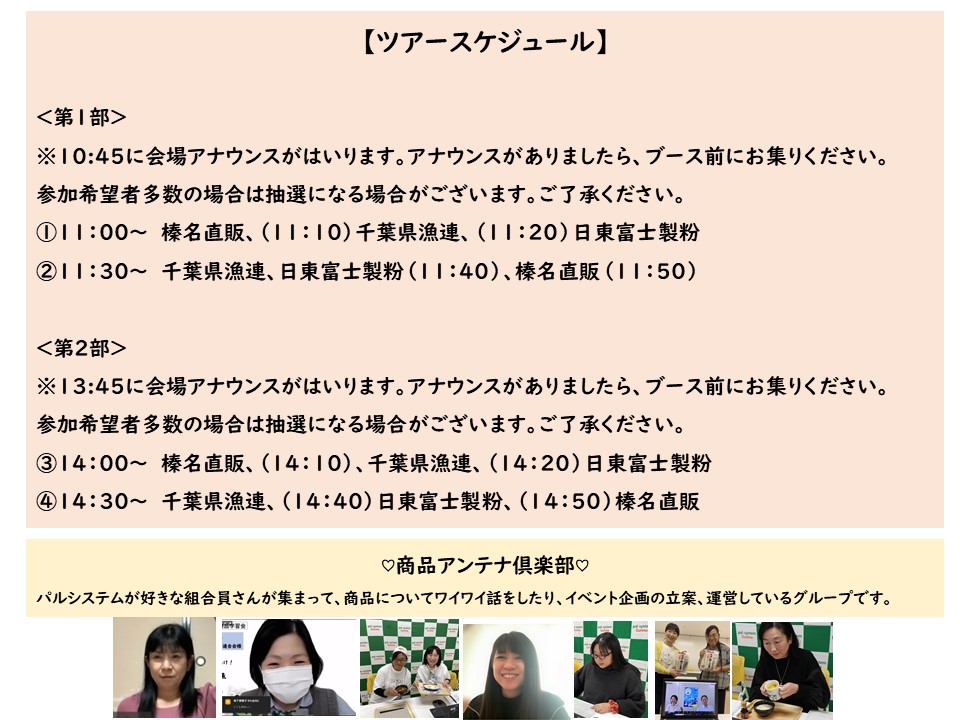 【ツアースケジュール】
＜第1部＞
※10:45に会場アナウンスがはいります。アナウンスがありましたら、ブース前にお集りください。
参加希望者多数の場合は抽選になる場合がございます。ご了承ください。
①11：00～　榛名直販、（11：10）千葉県漁連、（11：20）日東富士製粉
②11：30～　千葉県漁連、日東富士製粉（11：40）、榛名直販（11：50）
＜第2部＞
※13:45に会場アナウンスがはいります。アナウンスがありましたら、ブース前にお集りください。
参加希望者多数の場合は抽選になる場合がございます。ご了承ください。
③14：00～　榛名直販、（14：10）、千葉県漁連、（14：20）日東富士製粉
④14：30～　千葉県漁連、（14：40）日東富士製粉、（14：50）榛名直販
♡商品アンテナ倶楽部♡
パルシステムが好きな組合員さんが集まって、商品についてワイワイ話をしたり、イベント企画の立案、運営しているグループです。